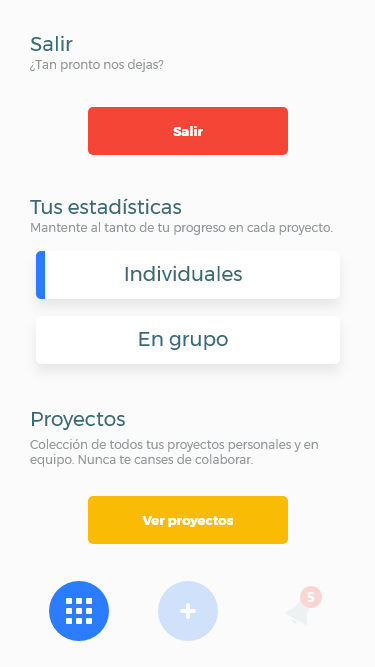 Salir
¿Tan pronto nos dejas?
Salir
Tus estadísticas
Mantente al tanto de tu progreso en cada proyecto.
Individuales
En grupo
Proyectos
Colección de todos tus proyectos personales y en
equipo. Nunca te canses de colaborar.
Ver proyectos
5